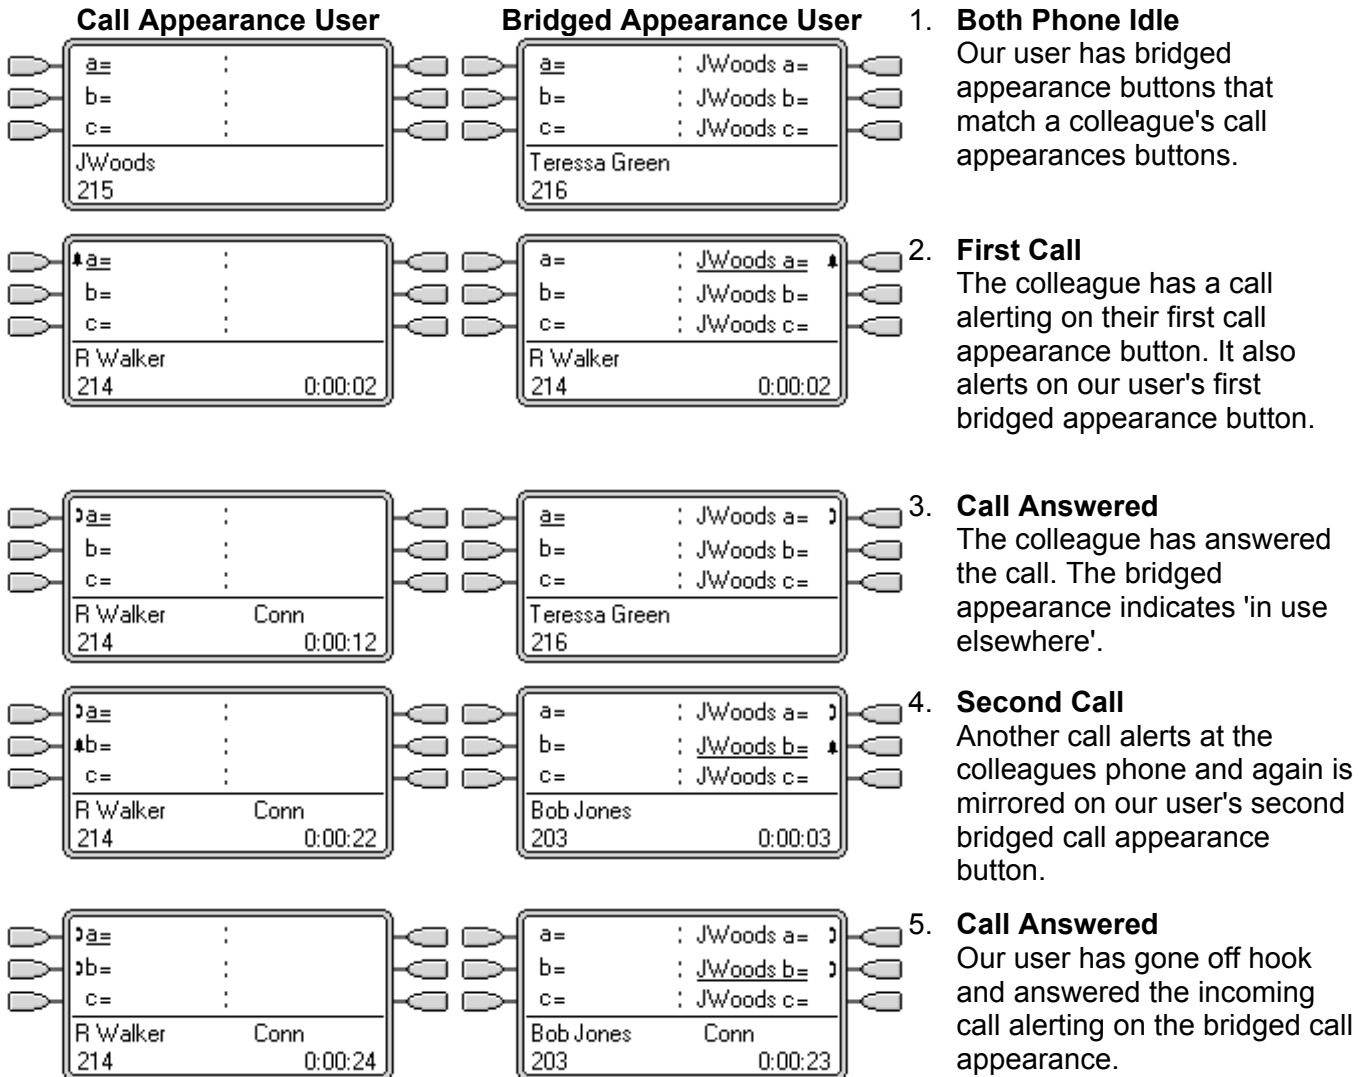 Call Appearance User
Bridged Appearance User
a= :
b= :
c= :
JWoods
215
a= : JWoods a=
b= : JWoods b=
c= : JWoods c=
Teressa Green
216
1. Both Phone Idle
Our user has bridged
appearance buttons that
match a colleague's call
appearances buttons.
a= :
b= :
c= :
R Walker
214 0:00:02
a= : JWoods a=
b= : JWoods b=
c= : JWoods c=
R Walker
214 0:00:02
2. First Call
The colleague has a call
alerting on their first call
appearance button. It also
alerts on our user's first
bridged appearance button.
a= :
b= :
c= :
R Walker Conn
214 0:00:12
a= : JWoods a=
b= : JWoods b=
c= : JWoods c=
Teressa Green
216
3. Call Answered
The colleague has answered
the call. The bridged
appearance indicates 'in use
elsewhere'.
a= :
b= :
c= :
R Walker Conn
214 0:00:22
a= : JWoods a=
b= : JWoods b=
c= : JWoods c=
Bob Jones
203 0:00:03
4. Second Call
Another call alerts at the
colleagues phone and again is
mirrored on our user's second
bridged call appearance
button.
a= :
b= :
c= :
R Walker Conn
214 0:00:24
a= : JWoods a=
b= : JWoods b=
c= : JWoods c=
Bob Jones Conn
203 0:00:23
5. Call Answered
Our user has gone off hook
and answered the incoming
call alerting on the bridged call
appearance.